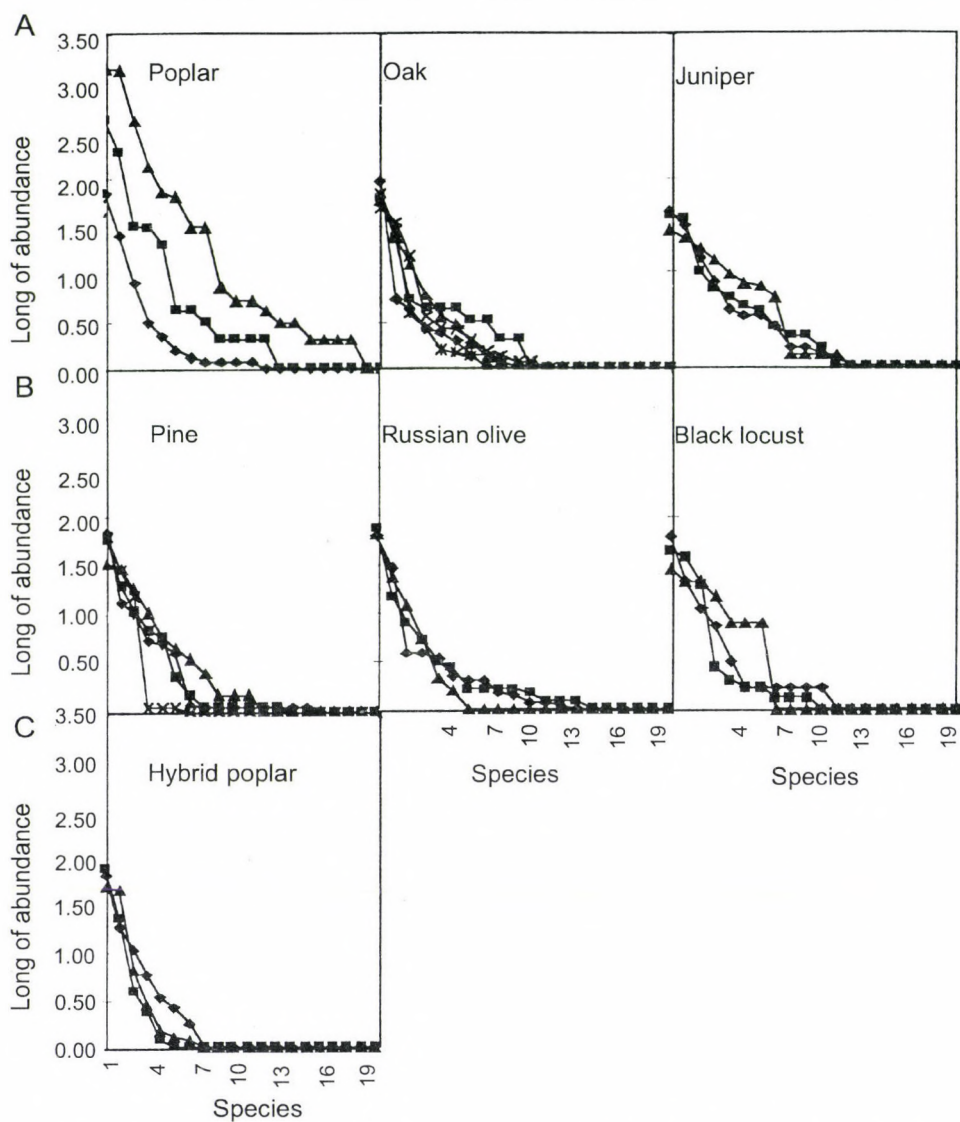 A
3.50
3.00
2.50
2.00
1.50
1.00
0.50
0.00
Long of abundance
Poplar
Oak
Juniper
B
3.00
2.50
2.00
1.50
1.00
0.50
3.50
Long of abundance
Pine
Russian olive
Black locust
4 7 10 13 16 19
Species
4 7 10 13 16 19
Species
C
3.00
2.50
2.00
1.50
1.00
0.50
0.00
Long of abundance
Hybrid poplar
1 4 7 10 13 16 19
Species